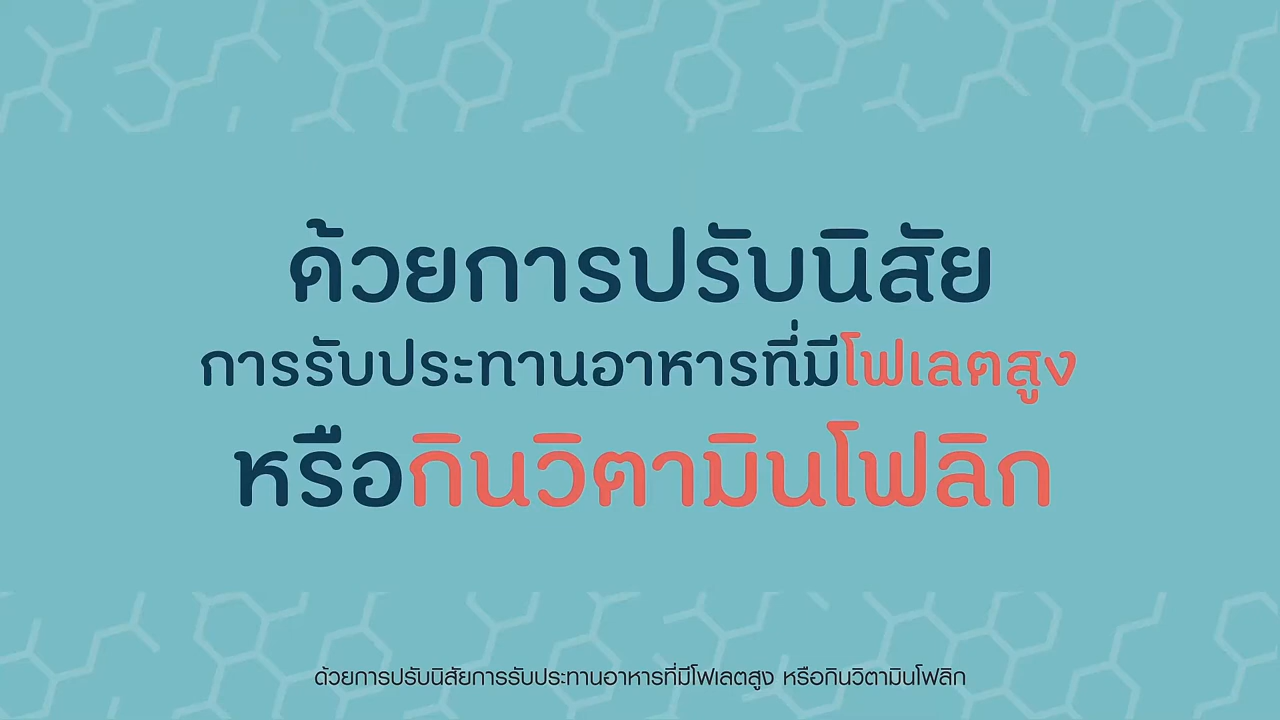 ด้วยการปรับนิสัย
การรับประทานอาหารที่มีโฟเลตสูง
หรือกินวิตามินโฟลิก
ด้วยการปรับนิสัยการรับประทานอาหารที่มีโฟเลตสูง หรือกินวิตามินโฟลิก